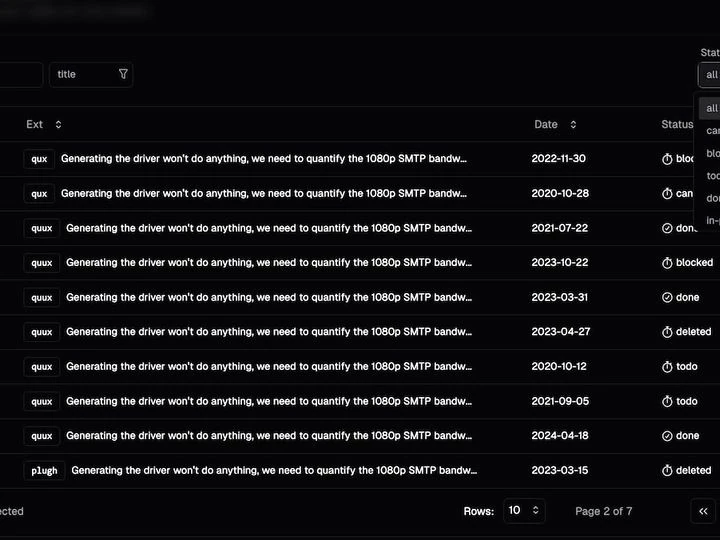 Stat
title
all
all
can
blo
tod
don
in-p
Ext
Date
Status
qux Generating the driver won't do anything, we need to quantify the 1080p SMTP bandw... 2022-11-30 bloc
qux Generating the driver won't do anything, we need to quantify the 1080p SMTP bandw... 2020-10-28 can
quux Generating the driver won't do anything, we need to quantify the 1080p SMTP bandw... 2021-07-22 done
quux Generating the driver won't do anything, we need to quantify the 1080p SMTP bandw... 2023-10-22 blocked
quux Generating the driver won't do anything, we need to quantify the 1080p SMTP bandw... 2023-03-31 done
quux Generating the driver won't do anything, we need to quantify the 1080p SMTP bandw... 2023-04-27 deleted
quux Generating the driver won't do anything, we need to quantify the 1080p SMTP bandw... 2020-10-12 todo
quux Generating the driver won't do anything, we need to quantify the 1080p SMTP bandw... 2021-09-05 todo
quux Generating the driver won't do anything, we need to quantify the 1080p SMTP bandw... 2024-04-18 done
plugh Generating the driver won't do anything, we need to quantify the 1080p SMTP bandw... 2023-03-15 deleted
ected
Rows: 10 Page 2 of 7